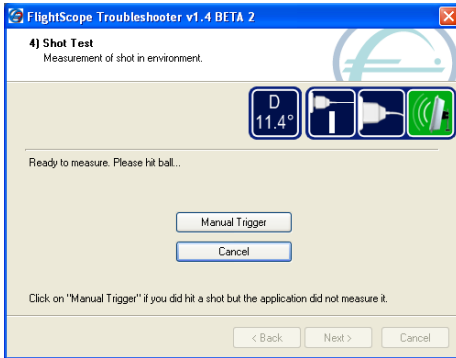 FlightScope Troubleshooter v1.4 BETA 2
4) Shot Test
Measurement of shot in environment.
D
11.4°
Ready to measure. Please hit ball...
Manual Trigger
Cancel
Click on "Manual Trigger" if you did hit a shot but the application did not measure it.
< Back Next > Cancel